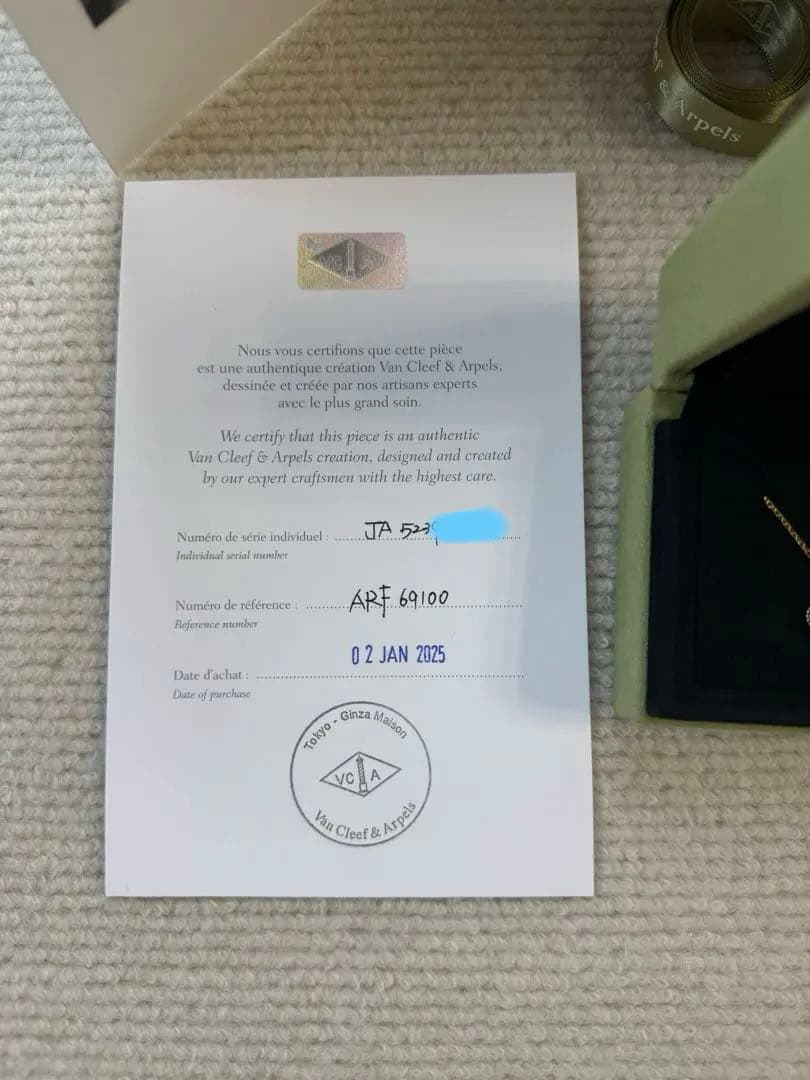 VC A
Nous vous certifions que cette pièce
est une authentique création Van Cleef & Arpels,
dessinée et créée par nos artisans experts
avec le plus grand soin.
We certify that this piece is an authentic
Van Cleef & Arpels creation, designed and created
by our expert craftsmen with the highest care.
Numéro de série individuel : JA 523
Individual serial number
Numéro de référence : ARF 69100
Reference number
02 JAN 2025
Date d'achat :
Date of purchase
Tokyo - Ginza Maison
VC A
Van Cleef & Arpels
& Arpels